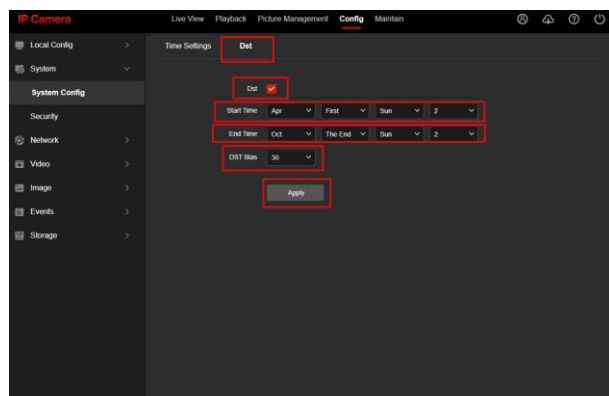 IP Camera Live View Playback Picture Management Config Maintain
Local Config Time Settings Dst
System
System Config Dst
Security Start Time Apr First Sun 2
Network End Time Oct The End Sun 2
Video DST Bias 30
Image Apply
Events
Storage